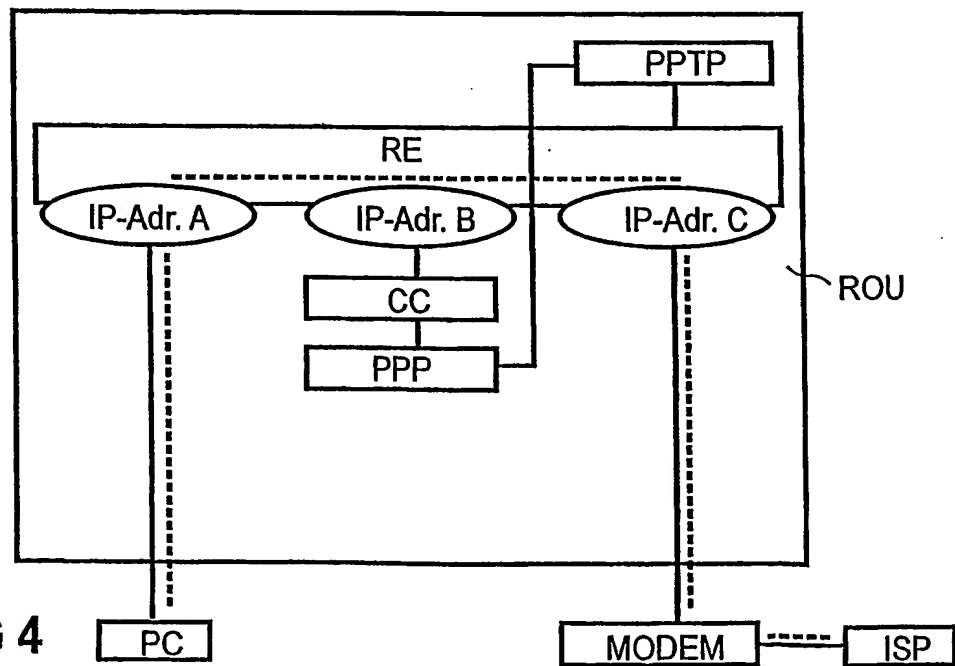 PPTP
RE
IP-Adr. A
IP-Adr. B
IP-Adr. C
CC
ROU
PPP
4
PC
MODEM
ISP